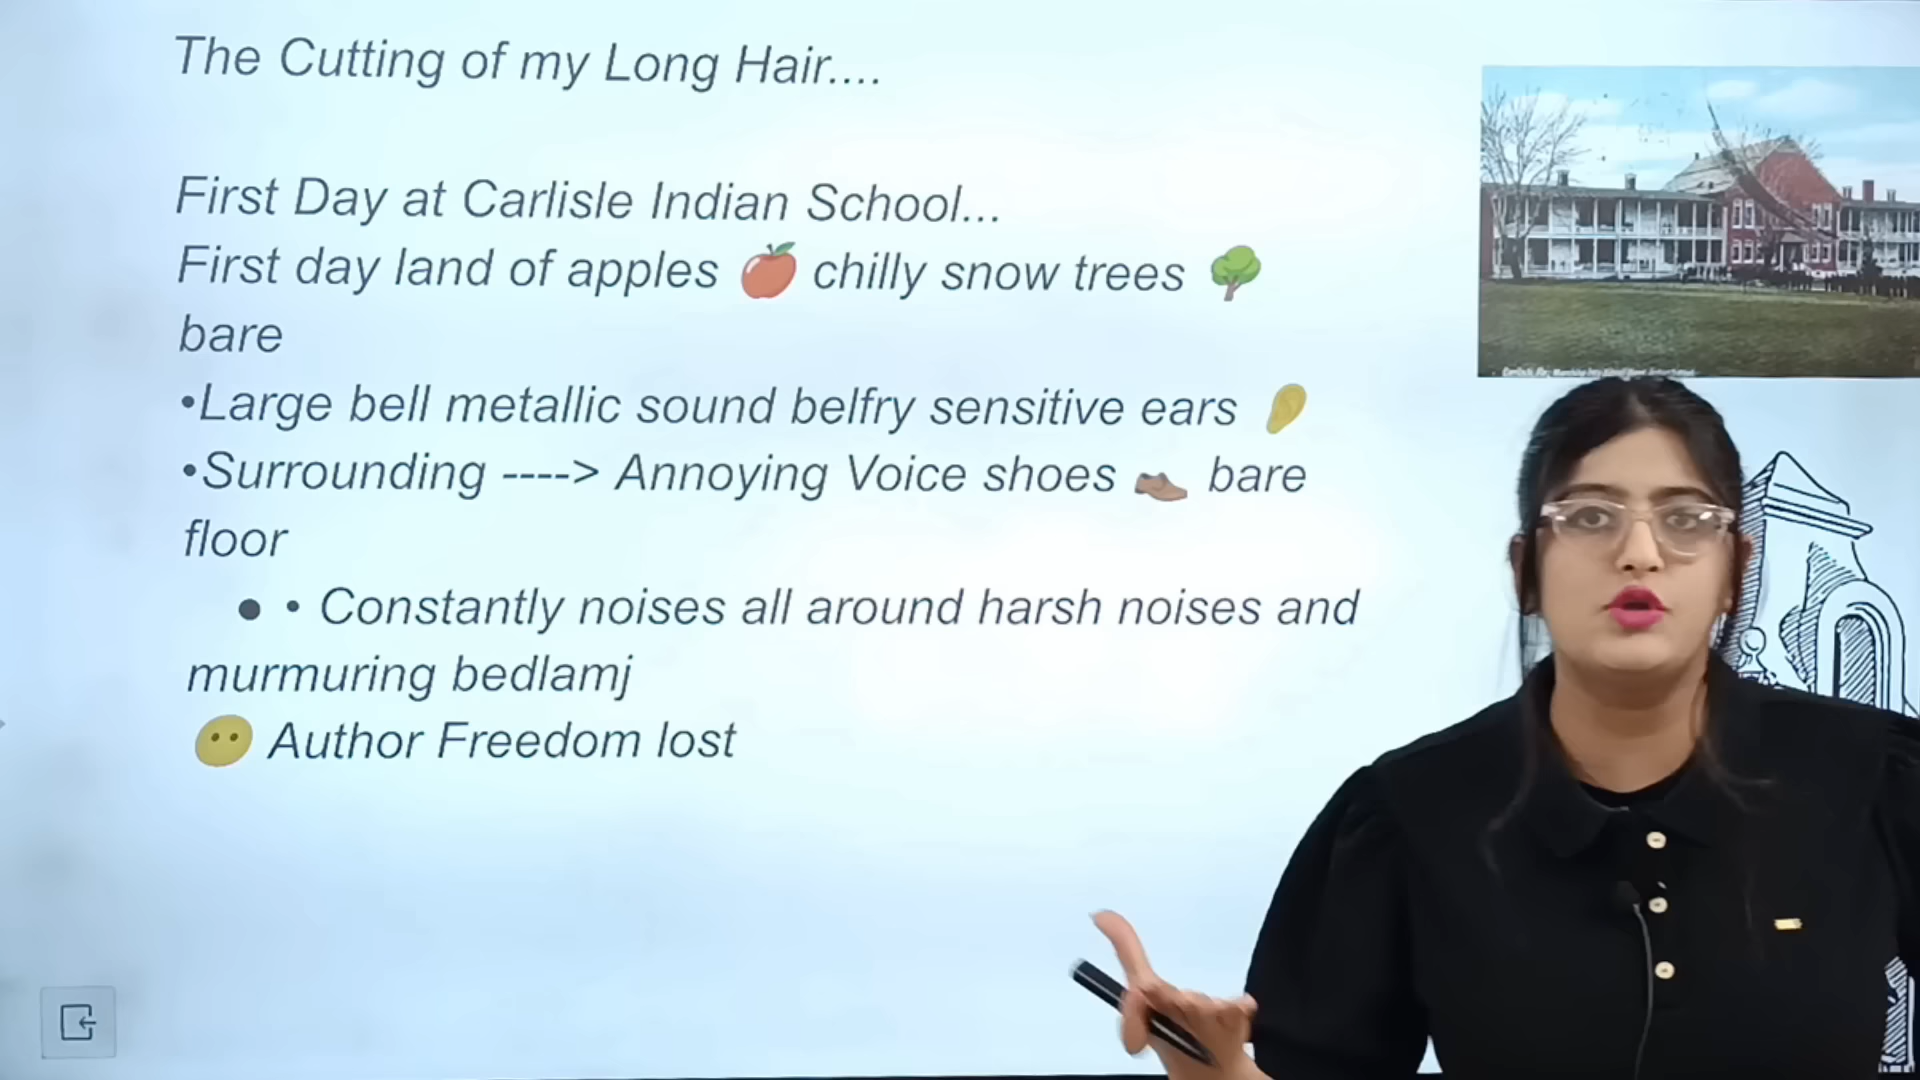 The Cutting of my Long Hair....
First Day at Carlisle Indian School...
First day land of apples 🍎 chilly snow trees 🌳
bare
•Large bell metallic sound belfry sensitive ears 👂
•Surrounding ----> Annoying Voice shoes 👞 bare
floor
● • Constantly noises all around harsh noises and
murmuring bedlamj
😶 Author Freedom lost